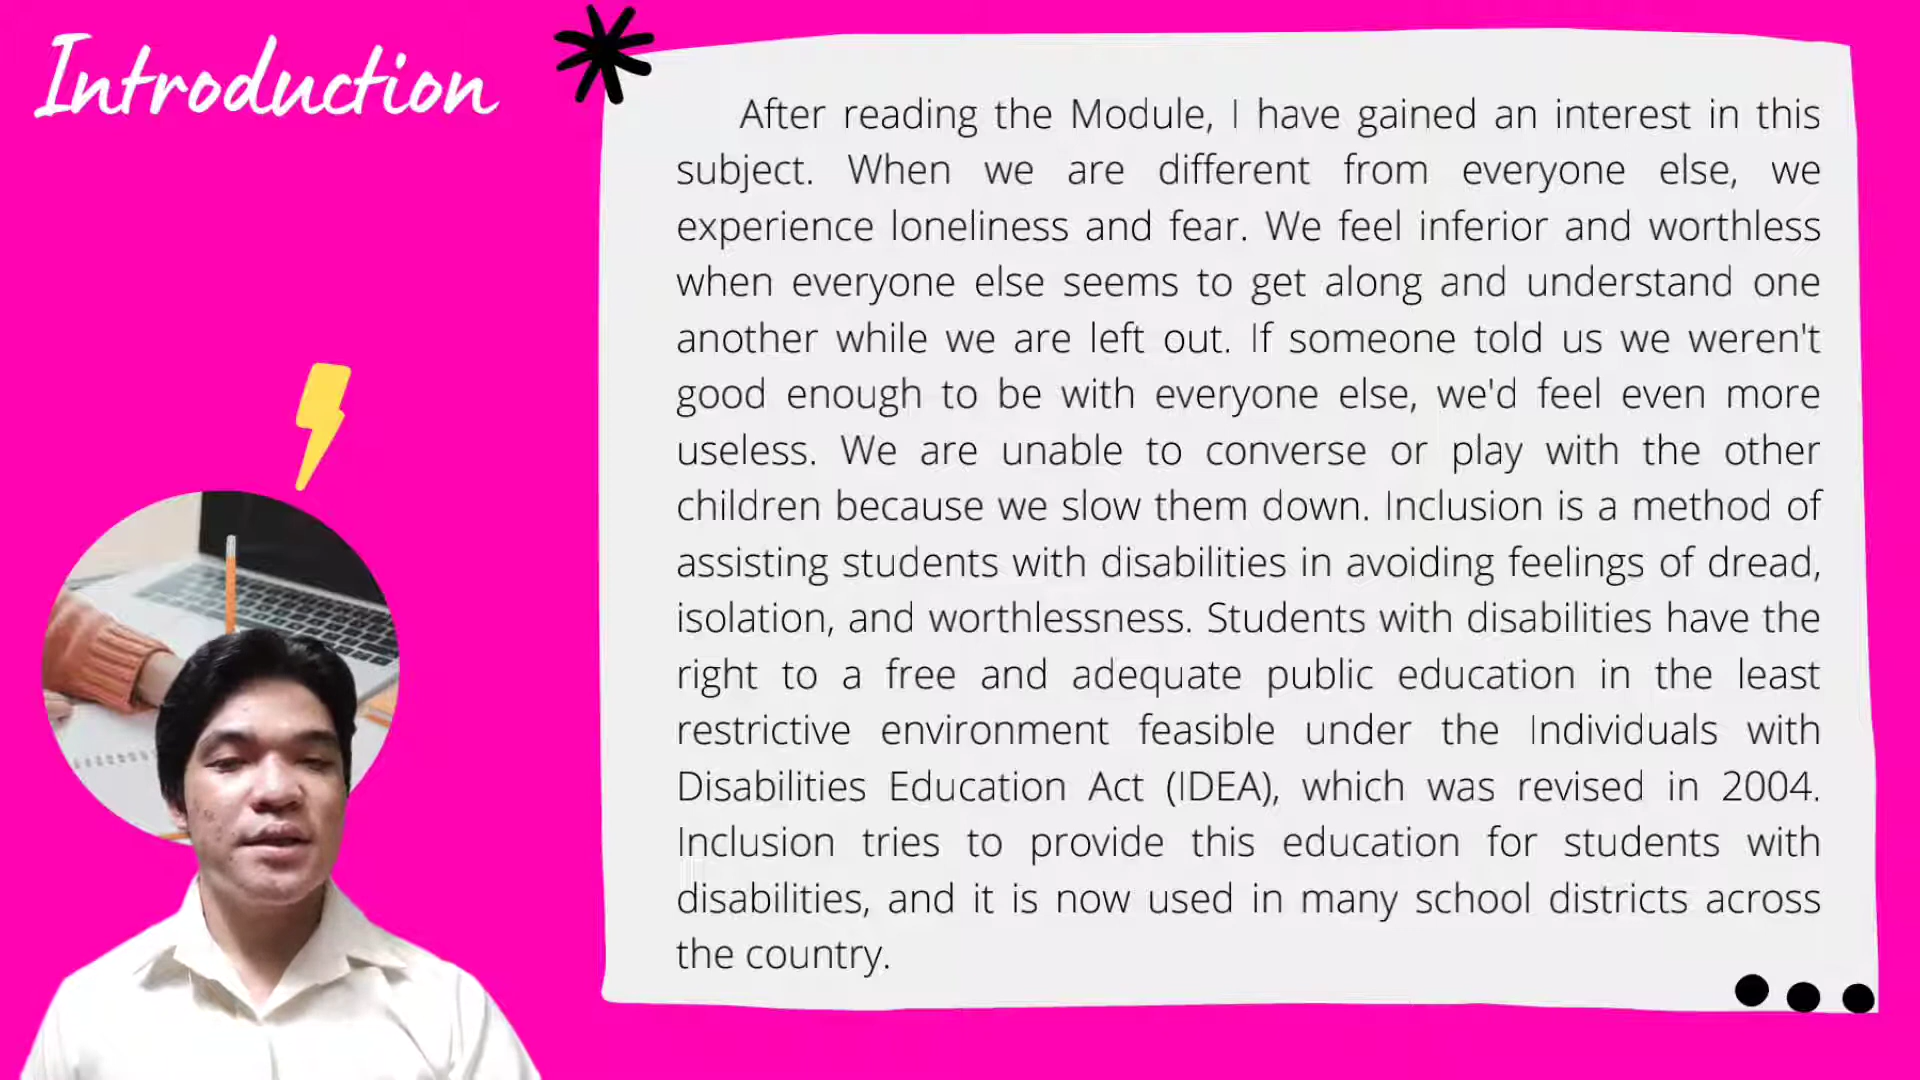 Introduction
After reading the Module, I have gained an interest in this
subject. When we are different from everyone else, we
experience loneliness and fear. We feel inferior and worthless
when everyone else seems to get along and understand one
another while we are left out. If someone told us we weren't
good enough to be with everyone else, we'd feel even more
useless. We are unable to converse or play with the other
children because we slow them down. Inclusion is a method of
assisting students with disabilities in avoiding feelings of dread,
isolation, and worthlessness. Students with disabilities have the
right to a free and adequate public education in the least
restrictive environment feasible under the Individuals with
Disabilities Education Act (IDEA), which was revised in 2004.
Inclusion tries to provide this education for students with
disabilities, and it is now used in many school districts across
the country.